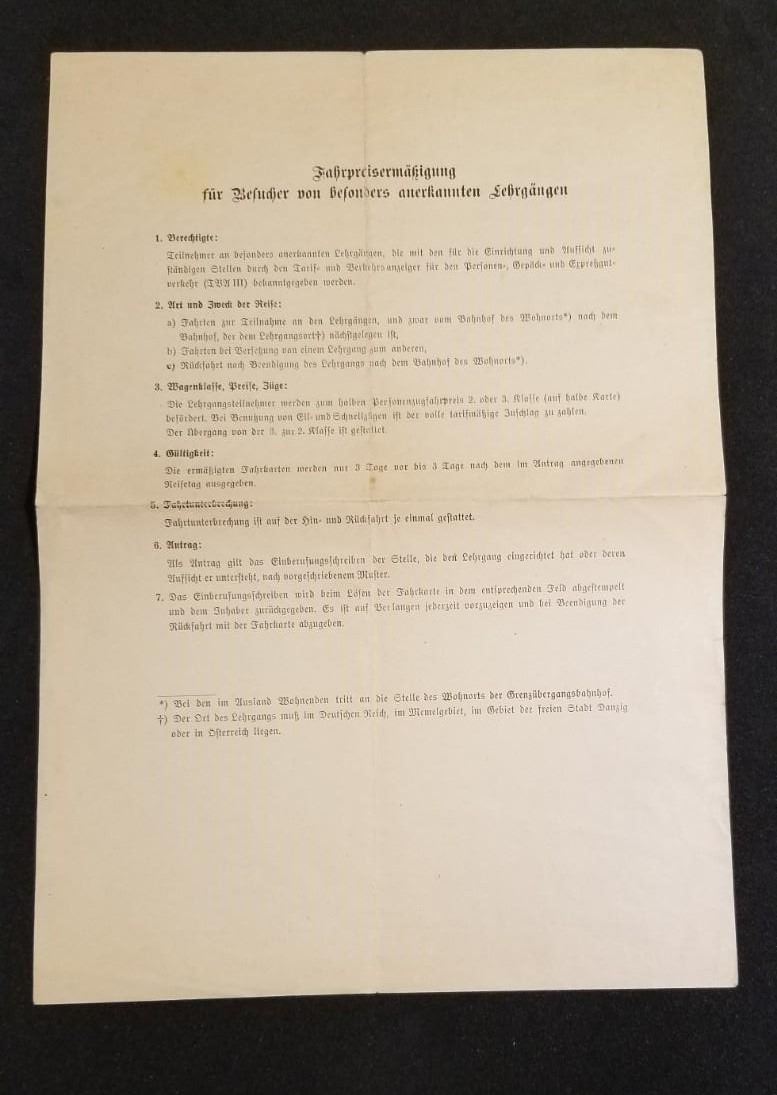 Fahrpreisermäßigung
für Besucher von besonders anerkannten Lehrgängen
1. Berechtigte:
Teilnehmer an besonders anerkannten Lehrgängen, die mit den für die Einrichtung und Aufsicht zu-
ständigen Stellen durch den Tarif- und Verkehrsanzeiger für den Personen-, Gepäck- und Expreßgut-
verkehr (TVA III) bekanntgegeben werden.
2. Art und Zweck der Reise:
a) Fahrten zur Teilnahme an den Lehrgängen, und zwar vom Bahnhof des Wohnorts*) nach dem
Bahnhof, der dem Lehrgangsort†) nächstgelegen ist,
b) Fahrten bei Versetzung von einem Lehrgang zum anderen,
c) Rückfahrt nach Beendigung des Lehrgangs nach dem Bahnhof des Wohnorts*).
3. Wagenklasse, Preise, Züge:
Die Lehrgangsteilnehmer werden zum halben Personenzugfahrpreis 2. oder 3. Klasse (auf halbe Karte)
befördert. Bei Benutzung von Eil- und Schnellzügen ist der volle tarifmäßige Zuschlag zu zahlen.
Der Übergang von der 3. zur 2. Klasse ist gestattet.
4. Gültigkeit:
Die ermäßigten Fahrkarten werden nur 3 Tage vor bis 3 Tage nach dem im Antrag angegebenen
Reisetag ausgegeben.
5. Fahrtunterbrechung:
Fahrtunterbrechung ist auf der Hin- und Rückfahrt je einmal gestattet.
6. Antrag:
Als Antrag gilt das Einberufungsschreiben der Stelle, die den Lehrgang eingerichtet hat oder deren
Aufsicht er untersteht, nach vorgeschriebenem Muster.
7. Das Einberufungsschreiben wird beim Lösen der Fahrkarte in dem entsprechenden Feld abgestempelt
und dem Inhaber zurückgegeben. Es ist auf Verlangen jederzeit vorzuzeigen und bei Beendigung der
Rückfahrt mit der Fahrkarte abzugeben.
*) Bei den im Ausland Wohnenden tritt an die Stelle des Wohnorts der Grenzübergangsbahnhof.
†) Der Ort des Lehrgangs muß im Deutschen Reich, im Memelgebiet, im Gebiet der freien Stadt Danzig
oder in Österreich liegen.